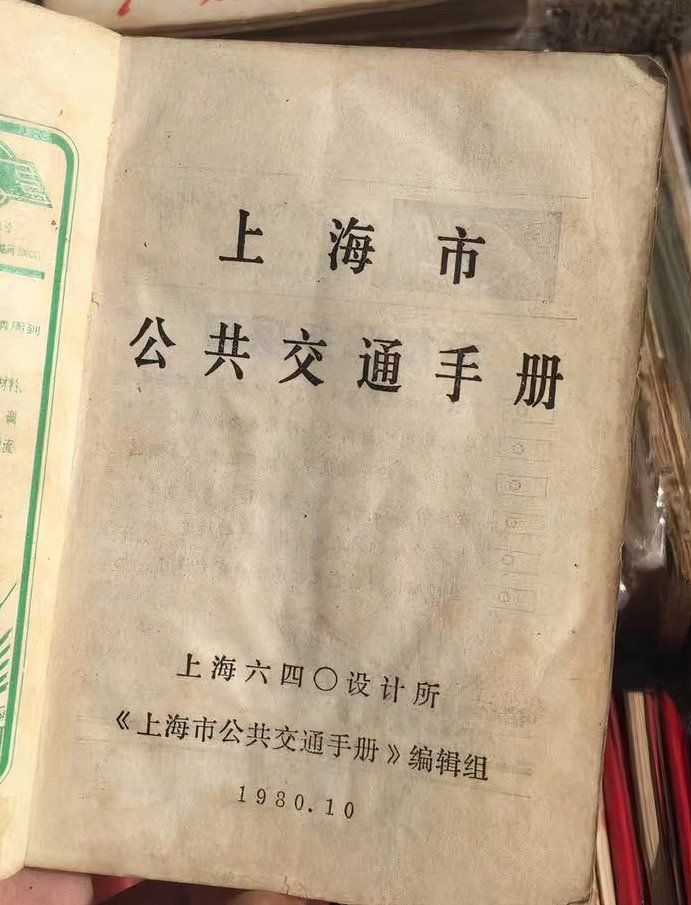 上海市
公共交通手册
上海六四〇设计所
《上海市公共交通手册》编辑组
1980.10